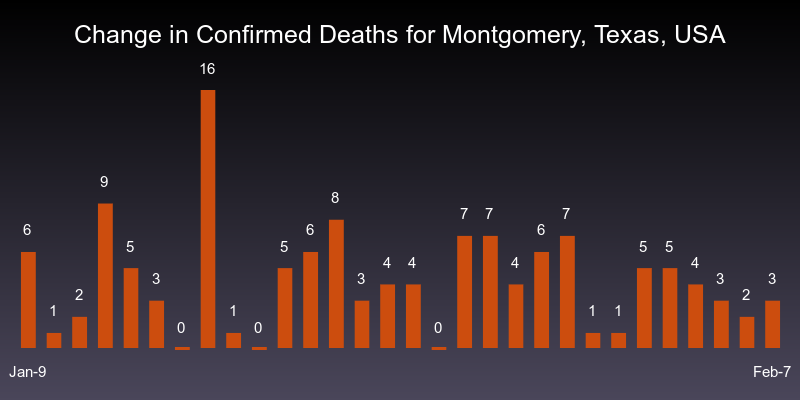 Change in Confirmed Deaths for Montgomery, Texas, USA
6 1 2 9 5 3 0 16 1 0 5 6 8 3 4 4 0 7 7 4 6 7 1 1 5 5 4 3 2 3
Jan-9 Feb-7